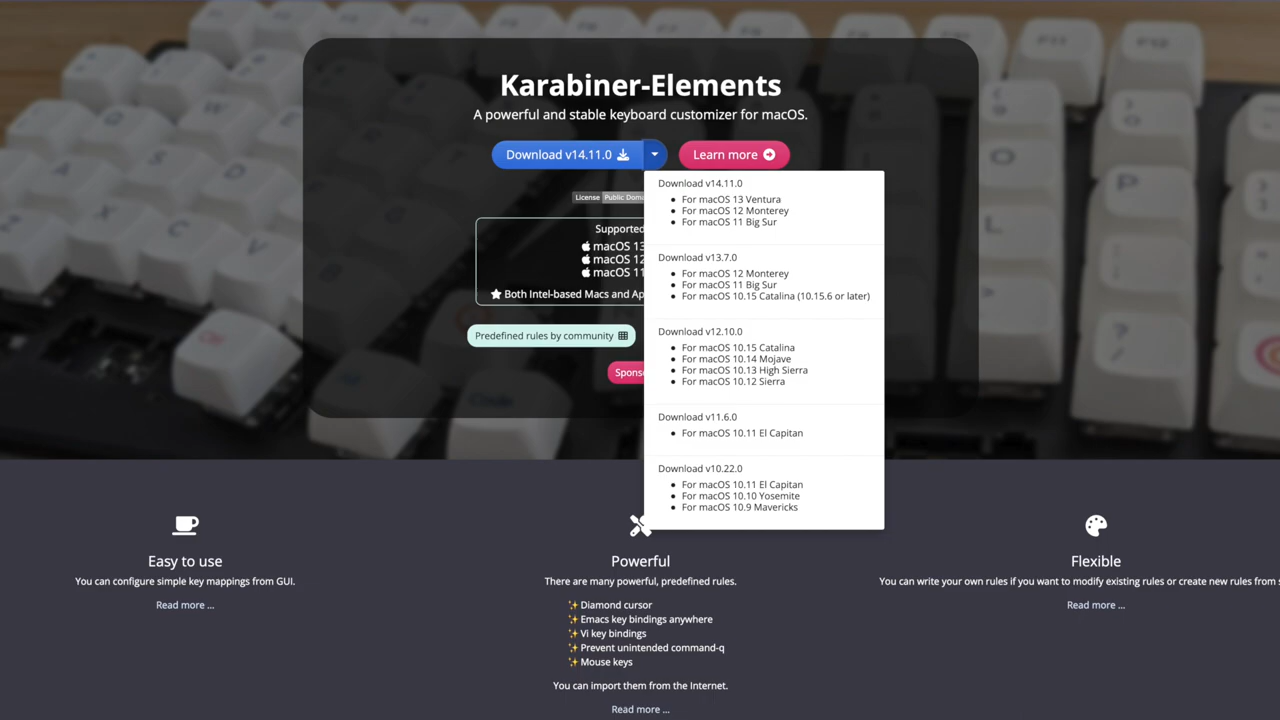 Karabiner-Elements
A powerful and stable keyboard customizer for macOS.
Download v14.11.0
Learn more
License Public
Supported
macOS 13
macOS 12
macOS 11
Both Intel-based Macs and
Predefined rules by community
Download v14.11.0
For macOS 13 Ventura
For macOS 12 Monterey
For macOS 11 Big Sur
Download v13.7.0
For macOS 12 Monterey
For macOS 11 Big Sur
For macOS 10.15 Catalina (10.15.6 or later)
Download v12.10.0
For macOS 10.15 Catalina
For macOS 10.14 Mojave
For macOS 10.13 High Sierra
For macOS 10.12 Sierra
Download v11.6.0
For macOS 10.11 El Capitan
Download v10.22.0
For macOS 10.11 El Capitan
For macOS 10.10 Yosemite
For macOS 10.9 Mavericks
Easy to use
You can configure simple key mappings from GUI.
Read more ...
Powerful
There are many powerful, predefined rules.
✨ Diamond cursor
✨ Emacs key bindings anywhere
✨ Vi key bindings
✨ Prevent unintended command-q
✨ Mouse keys
You can import them from the Internet.
Read more ...
Flexible
You can write your own rules if you want to modify existing rules or create new rules from
Read more ...